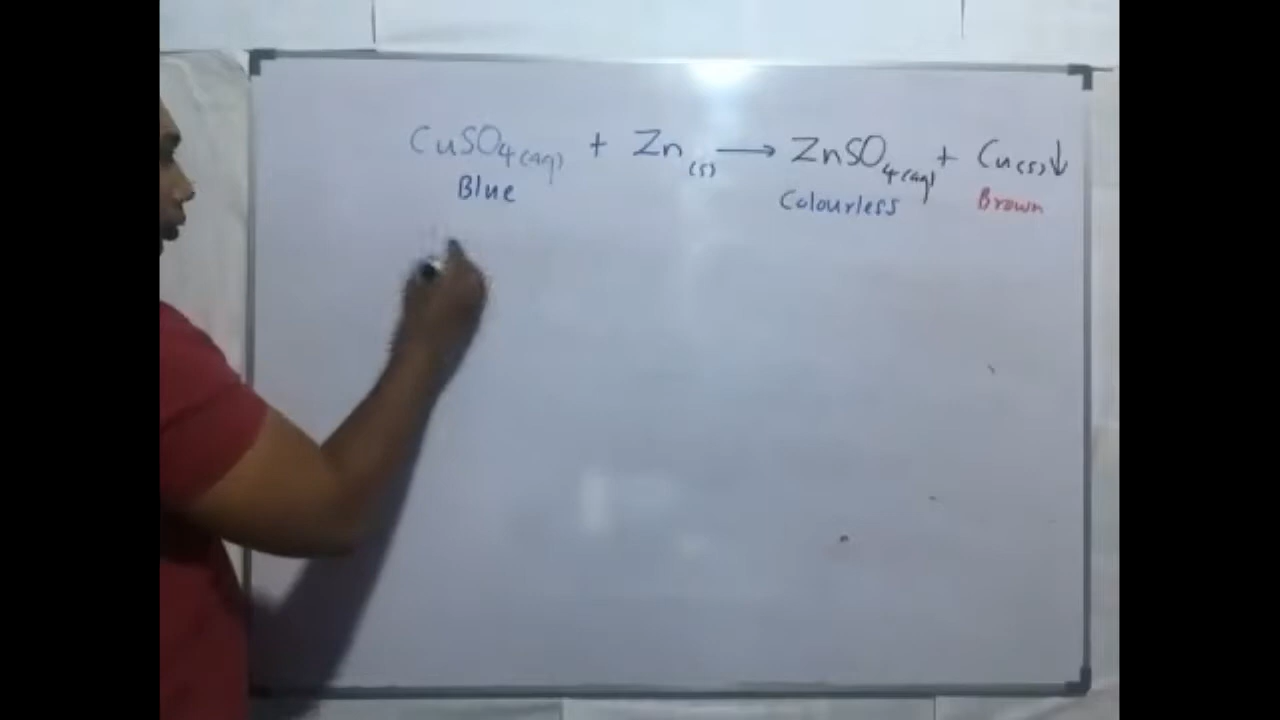 CuSO4(aq) + Zn(s) → ZnSO4(aq) + Cu(s)↓
Blue Colourless Brown